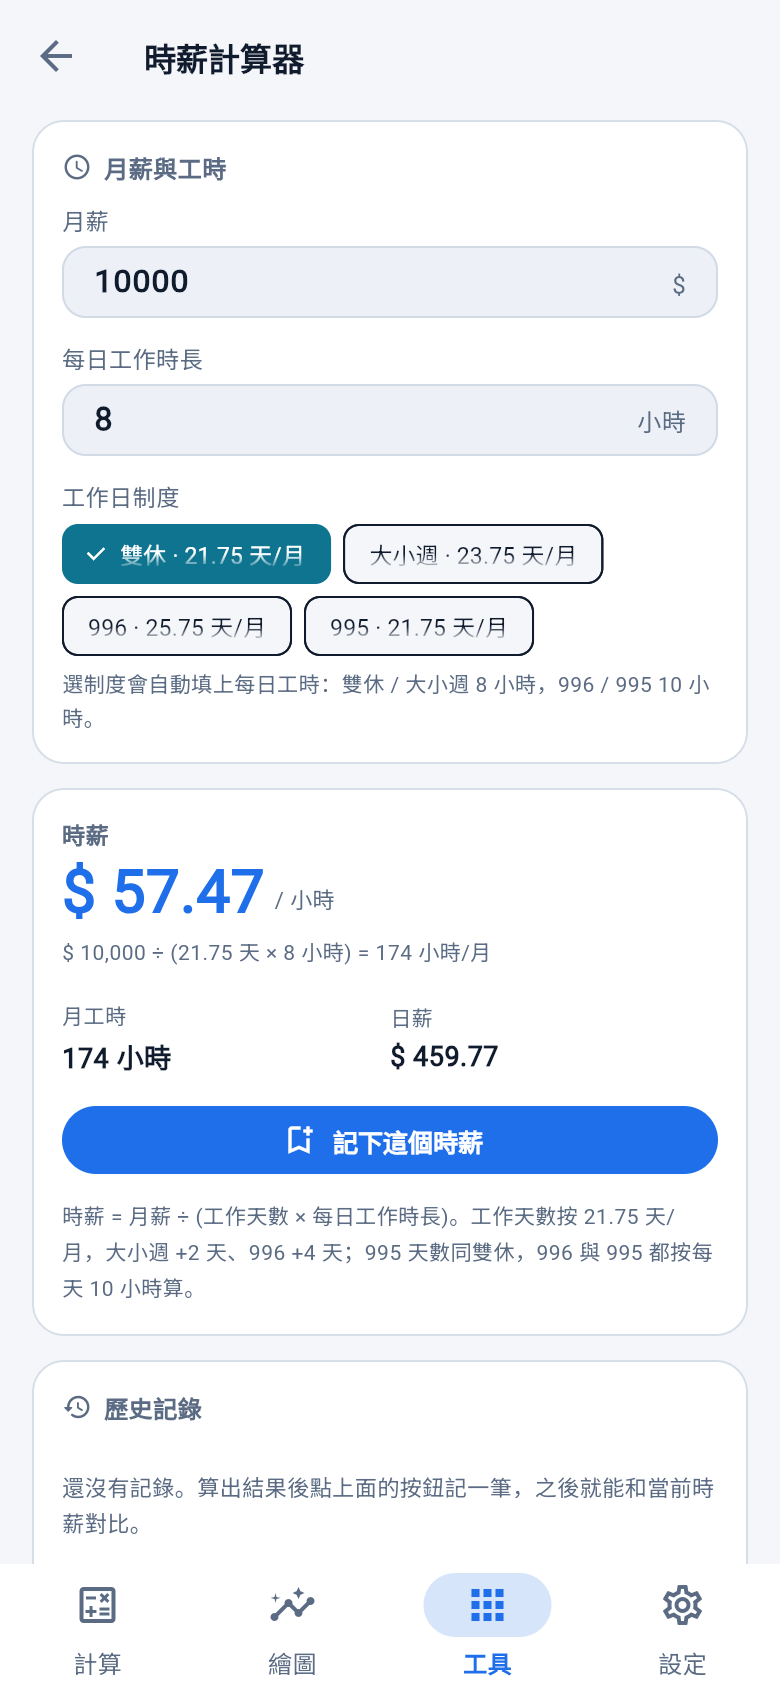 時薪計算器
月薪與工時
月薪
10000 $
每日工作時長
8 小時
工作日制度
雙休 · 21.75 天/月
大小週 · 23.75 天/月
996 · 25.75 天/月
995 · 21.75 天/月
選制度會自動填上每日工時：雙休 / 大小週 8 小時，996 / 995 10 小
時。
時薪
$ 57.47 / 小時
$ 10,000 ÷ (21.75 天 × 8 小時) = 174 小時/月
月工時
174 小時
日薪
$ 459.77
記下這個時薪
時薪 = 月薪 ÷ (工作天數 × 每日工作時長)。工作天數按 21.75 天/
月，大小週 +2 天、996 +4 天；995 天數同雙休，996 與 995 都按每
天 10 小時算。
歷史記錄
還沒有記錄。算出結果後點上面的按鈕記一筆，之後就能和當前時
薪對比。
計算
繪圖
工具
設定